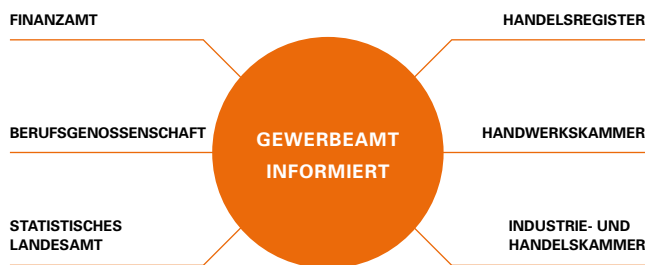 FINANZAMT
HANDELSREGISTER
BERUFSGENOSSENSCHAFT
GEWERBEAMT
INFORMIERT
HANDWERKSKAMMER
STATISTISCHES
LANDESAMT
INDUSTRIE- UND
HANDELSKAMMER